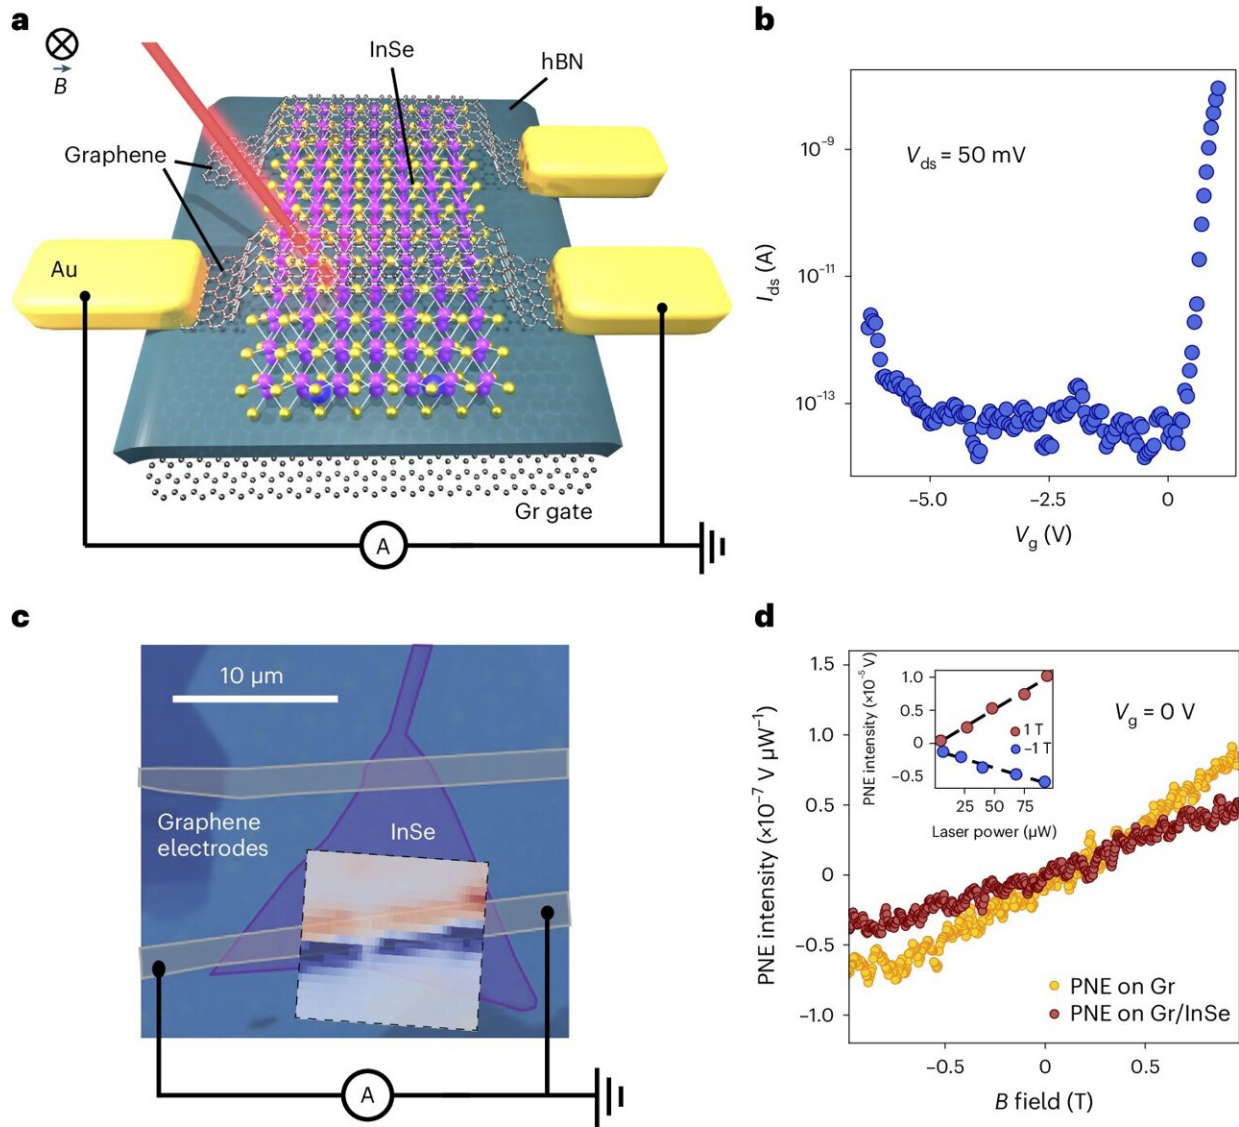 a
B
InSe
hBN
Graphene
Au
Gr gate
A
b
10⁻⁹
10⁻¹¹
10⁻¹³
I_ds (A)
V_ds = 50 mV
−5.0
−2.5
0
V_g (V)
c
10 µm
Graphene
electrodes
InSe
A
d
1.5
1.0
0.5
0
−0.5
−1.0
PNE intensity (×10⁻⁷ V µW⁻¹)
PNE intensity (×10⁻⁵ V)
1.0
0.5
0
−0.5
1 T
−1 T
25
50
75
Laser power (µW)
V_g = 0 V
PNE on Gr
PNE on Gr/InSe
−0.5
0
0.5
B field (T)